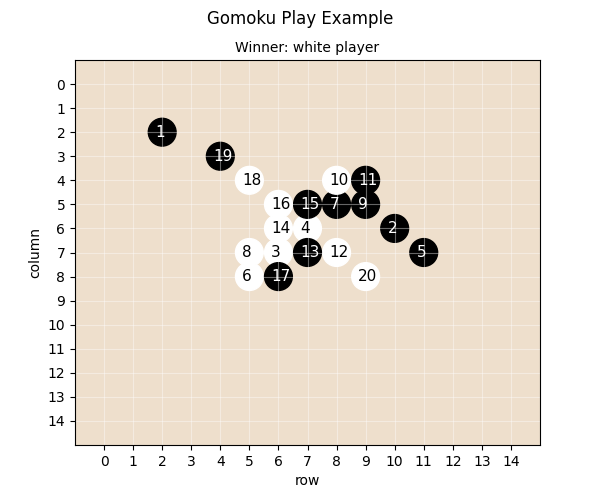 Gomoku Play Example
Winner: white player
0
1
2 1
3 19
4 18 10 11
5 16 15 7 9
6 14 4 2
7 8 3 13 12 5
8 6 17 20
9
10
11
12
13
14
0 1 2 3 4 5 6 7 8 9 10 11 12 13 14
column
row